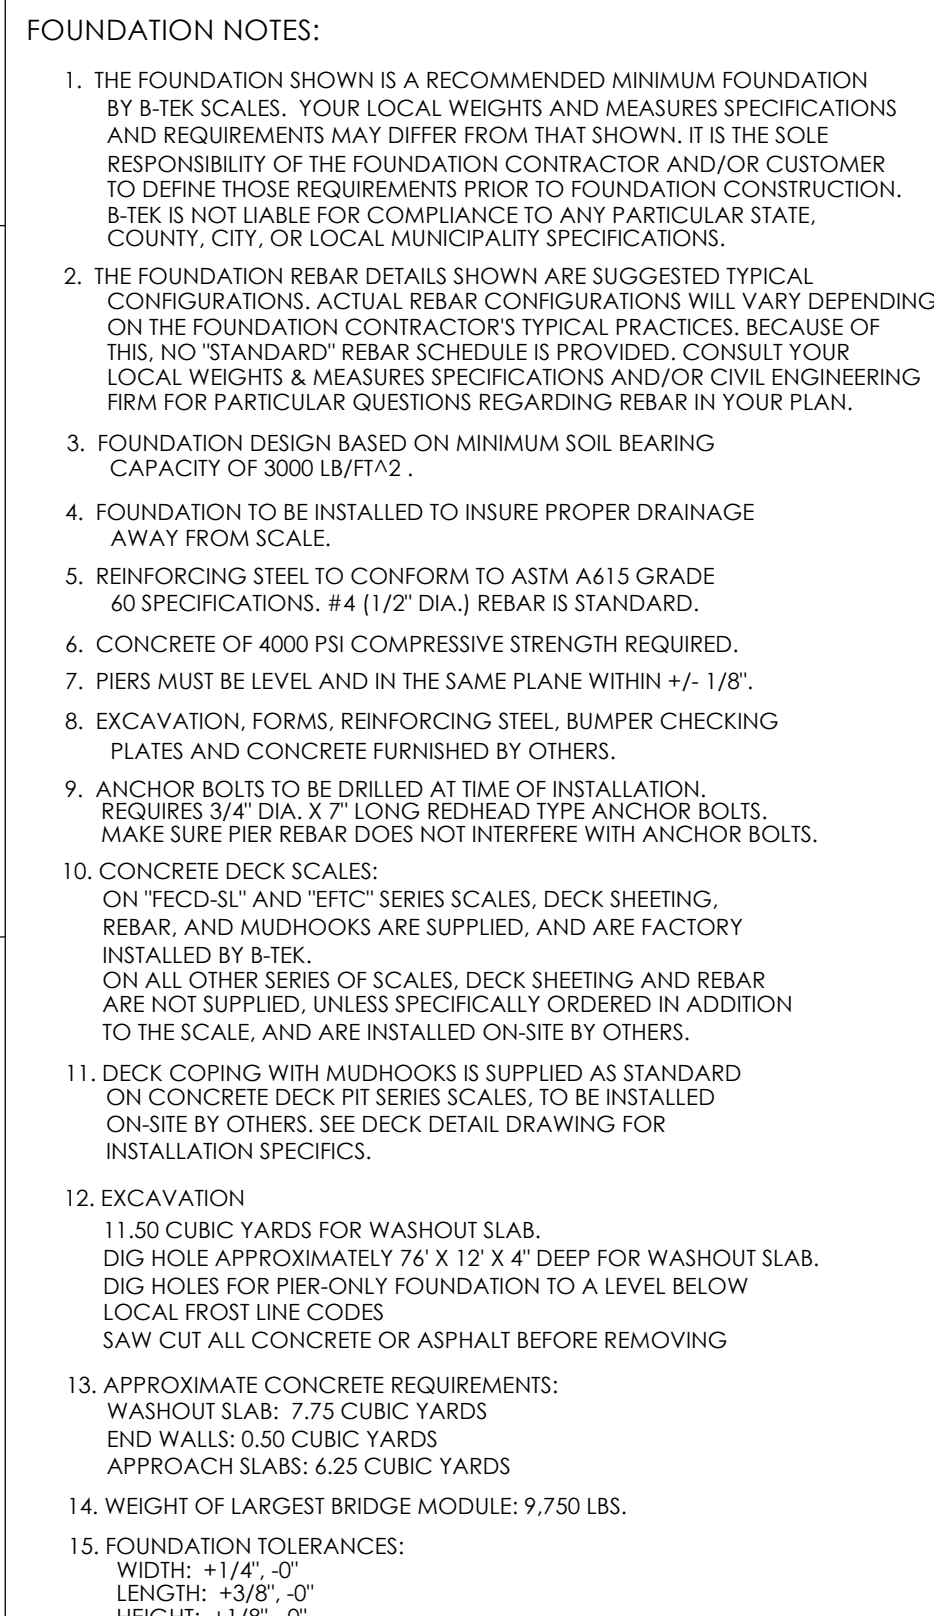 FOUNDATION NOTES:
1. THE FOUNDATION SHOWN IS A RECOMMENDED MINIMUM FOUNDATION
BY B-TEK SCALES. YOUR LOCAL WEIGHTS AND MEASURES SPECIFICATIONS
AND REQUIREMENTS MAY DIFFER FROM THAT SHOWN. IT IS THE SOLE
RESPONSIBILITY OF THE FOUNDATION CONTRACTOR AND/OR CUSTOMER
TO DEFINE THOSE REQUIREMENTS PRIOR TO FOUNDATION CONSTRUCTION.
B-TEK IS NOT LIABLE FOR COMPLIANCE TO ANY PARTICULAR STATE,
COUNTY, CITY, OR LOCAL MUNICIPALITY SPECIFICATIONS.
2. THE FOUNDATION REBAR DETAILS SHOWN ARE SUGGESTED TYPICAL
CONFIGURATIONS. ACTUAL REBAR CONFIGURATIONS WILL VARY DEPENDING
ON THE FOUNDATION CONTRACTOR'S TYPICAL PRACTICES. BECAUSE OF
THIS, NO "STANDARD" REBAR SCHEDULE IS PROVIDED. CONSULT YOUR
LOCAL WEIGHTS & MEASURES SPECIFICATIONS AND/OR CIVIL ENGINEERING
FIRM FOR PARTICULAR QUESTIONS REGARDING REBAR IN YOUR PLAN.
3. FOUNDATION DESIGN BASED ON MINIMUM SOIL BEARING
CAPACITY OF 3000 LB/FT^2 .
4. FOUNDATION TO BE INSTALLED TO INSURE PROPER DRAINAGE
AWAY FROM SCALE.
5. REINFORCING STEEL TO CONFORM TO ASTM A615 GRADE
60 SPECIFICATIONS. #4 (1/2" DIA.) REBAR IS STANDARD.
6. CONCRETE OF 4000 PSI COMPRESSIVE STRENGTH REQUIRED.
7. PIERS MUST BE LEVEL AND IN THE SAME PLANE WITHIN +/- 1/8".
8. EXCAVATION, FORMS, REINFORCING STEEL, BUMPER CHECKING
PLATES AND CONCRETE FURNISHED BY OTHERS.
9. ANCHOR BOLTS TO BE DRILLED AT TIME OF INSTALLATION.
REQUIRES 3/4" DIA. X 7" LONG REDHEAD TYPE ANCHOR BOLTS.
MAKE SURE PIER REBAR DOES NOT INTERFERE WITH ANCHOR BOLTS.
10. CONCRETE DECK SCALES:
ON "FECD-SL" AND "EFTC" SERIES SCALES, DECK SHEETING,
REBAR, AND MUDHOOKS ARE SUPPLIED, AND ARE FACTORY
INSTALLED BY B-TEK.
ON ALL OTHER SERIES OF SCALES, DECK SHEETING AND REBAR
ARE NOT SUPPLIED, UNLESS SPECIFICALLY ORDERED IN ADDITION
TO THE SCALE, AND ARE INSTALLED ON-SITE BY OTHERS.
11. DECK COPING WITH MUDHOOKS IS SUPPLIED AS STANDARD
ON CONCRETE DECK PIT SERIES SCALES, TO BE INSTALLED
ON-SITE BY OTHERS. SEE DECK DETAIL DRAWING FOR
INSTALLATION SPECIFICS.
12. EXCAVATION
11.50 CUBIC YARDS FOR WASHOUT SLAB.
DIG HOLE APPROXIMATELY 76' X 12' X 4" DEEP FOR WASHOUT SLAB.
DIG HOLES FOR PIER-ONLY FOUNDATION TO A LEVEL BELOW
LOCAL FROST LINE CODES
SAW CUT ALL CONCRETE OR ASPHALT BEFORE REMOVING
13. APPROXIMATE CONCRETE REQUIREMENTS:
WASHOUT SLAB: 7.75 CUBIC YARDS
END WALLS: 0.50 CUBIC YARDS
APPROACH SLABS: 6.25 CUBIC YARDS
14. WEIGHT OF LARGEST BRIDGE MODULE: 9,750 LBS.
15. FOUNDATION TOLERANCES:
WIDTH: +1/4", -0"
LENGTH: +3/8", -0"
HEIGHT: +1/8", -0"